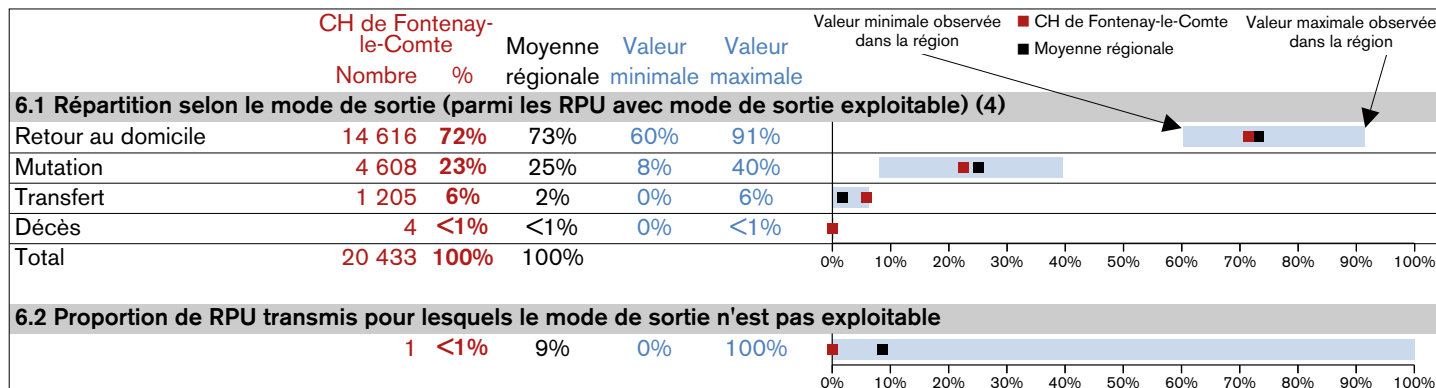 CH de Fontenay-le-Comte Moyenne régionale Valeur minimale Valeur maximale
Nombre %
Valeur minimale observée dans la région
CH de Fontenay-le-Comte
Moyenne régionale
Valeur maximale observée dans la région
6.1 Répartition selon le mode de sortie (parmi les RPU avec mode de sortie exploitable) (4)
Retour au domicile 14 616 72% 73% 60% 91%
Mutation 4 608 23% 25% 8% 40%
Transfert 1 205 6% 2% 0% 6%
Décès 4 <1% <1% 0% <1%
Total 20 433 100% 100%
0% 10% 20% 30% 40% 50% 60% 70% 80% 90% 100%
6.2 Proportion de RPU transmis pour lesquels le mode de sortie n'est pas exploitable
1 <1% 9% 0% 100%
0% 10% 20% 30% 40% 50% 60% 70% 80% 90% 100%